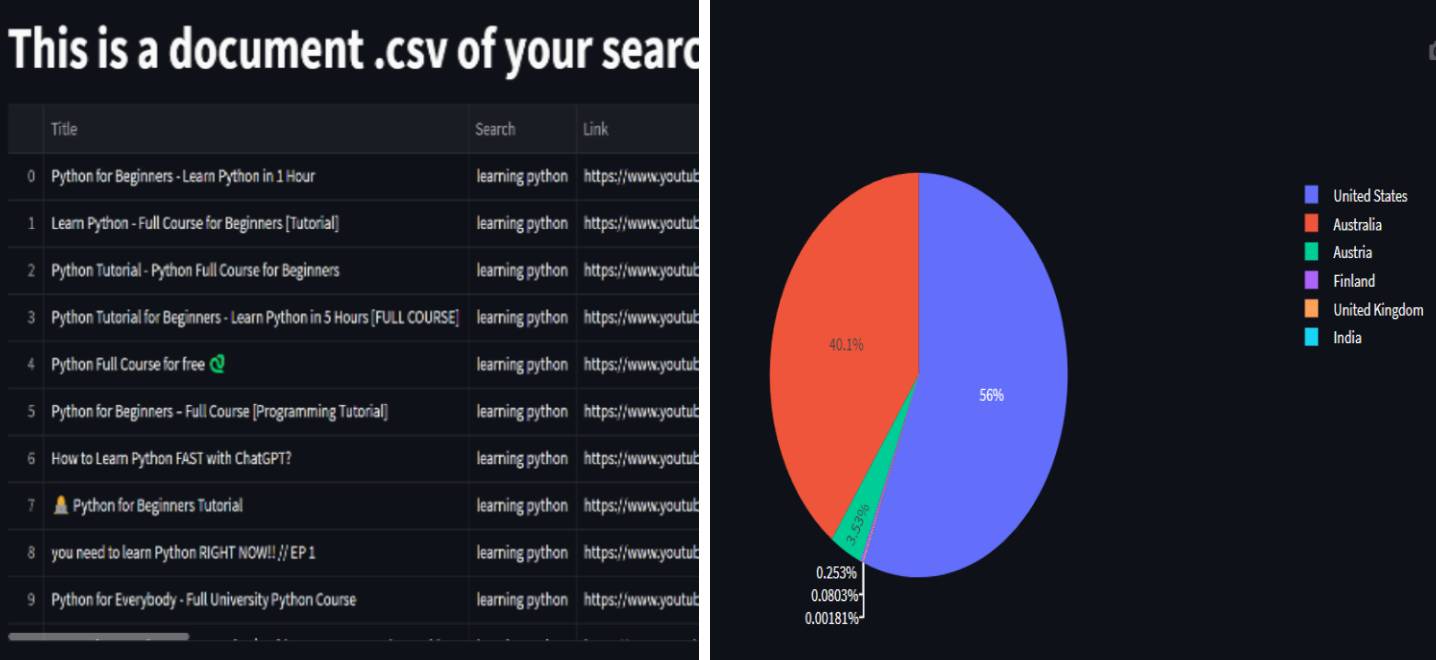 This is a document .csv of your searc
Title Search Link
0 Python for Beginners - Learn Python in 1 Hour learning python https://www.youtub
1 Learn Python - Full Course for Beginners [Tutorial] learning python https://www.youtub
2 Python Tutorial - Python Full Course for Beginners learning python https://www.youtub
3 Python Tutorial for Beginners - Learn Python in 5 Hours [FULL COURSE] learning python https://www.youtub
4 Python Full Course for free learning python https://www.youtub
5 Python for Beginners – Full Course [Programming Tutorial] learning python https://www.youtub
6 How to Learn Python FAST with ChatGPT? learning python https://www.youtub
7 Python for Beginners Tutorial learning python https://www.youtub
8 you need to learn Python RIGHT NOW!! // EP 1 learning python https://www.youtub
9 Python for Everybody - Full University Python Course learning python https://www.youtub
40.1%
56%
3.53%
0.253%
0.0803%
0.00181%
United States
Australia
Austria
Finland
United Kingdom
India